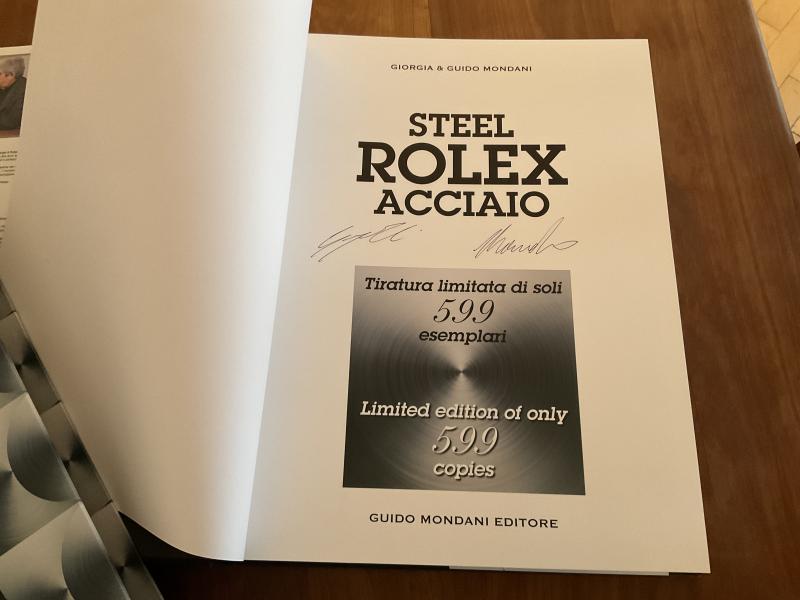 GIORGIA & GUIDO MONDANI
STEEL
ROLEX
ACCIAIO
Tiratura limitata di soli
599
esemplari
Limited edition of only
599
copies
GUIDO MONDANI EDITORE